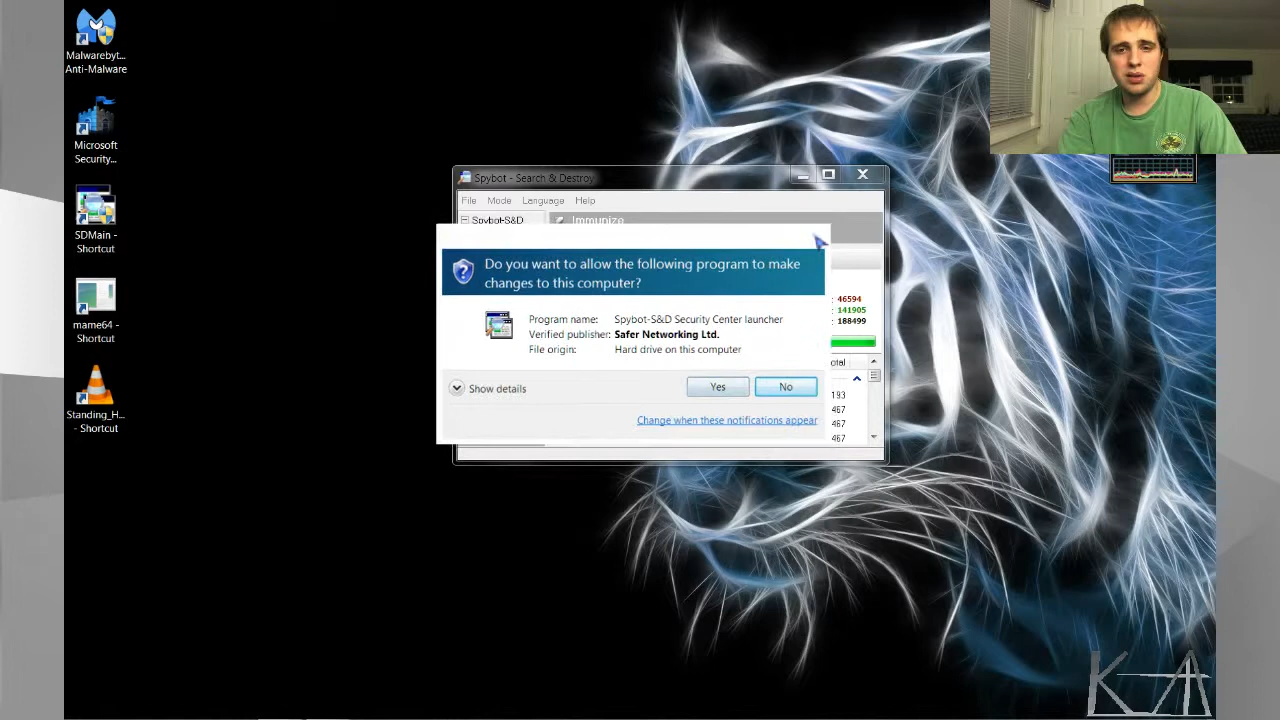 Malwarebyt...
Anti-Malware
Microsoft
Security...
SDMain -
Shortcut
mame64 -
Shortcut
Standing_H...
- Shortcut
Spybot - Search & Destroy
File Mode Language Help
Spybot-S&D
Immunize
Do you want to allow the following program to make
changes to this computer?
Program name: Spybot-S&D Security Center launcher
Verified publisher: Safer Networking Ltd.
File origin: Hard drive on this computer
Show details
Yes
No
Change when these notifications appear
46594
141905
188499
otal
193
467
467
467
KA